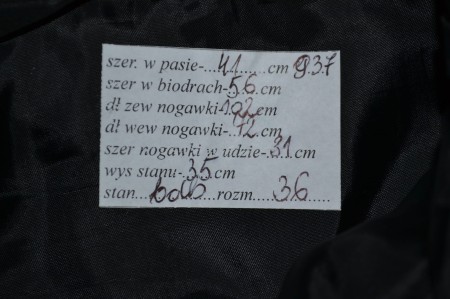 szer. w pasie-...41.........cm 937
szer w biodrach-56.cm
dł zew nogawki-102cm
dł wew nogawki-..72.cm
szer nogawki w udzie-.31.cm
wys stanu-.35.cm
stan....bdb....rozm....36......